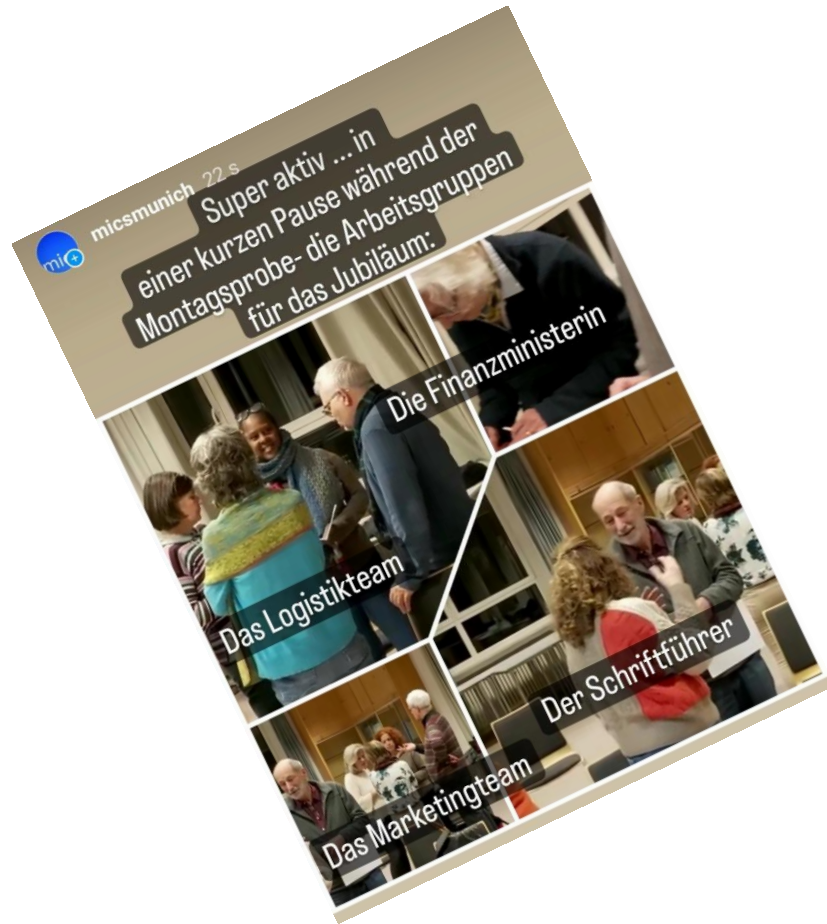 micsmunich 22 s
Super aktiv ... in
einer kurzen Pause während der
Montagsprobe- die Arbeitsgruppen
für das Jubiläum:
Die Finanzministerin
Das Logistikteam
Der Schriftführer
Das Marketingteam